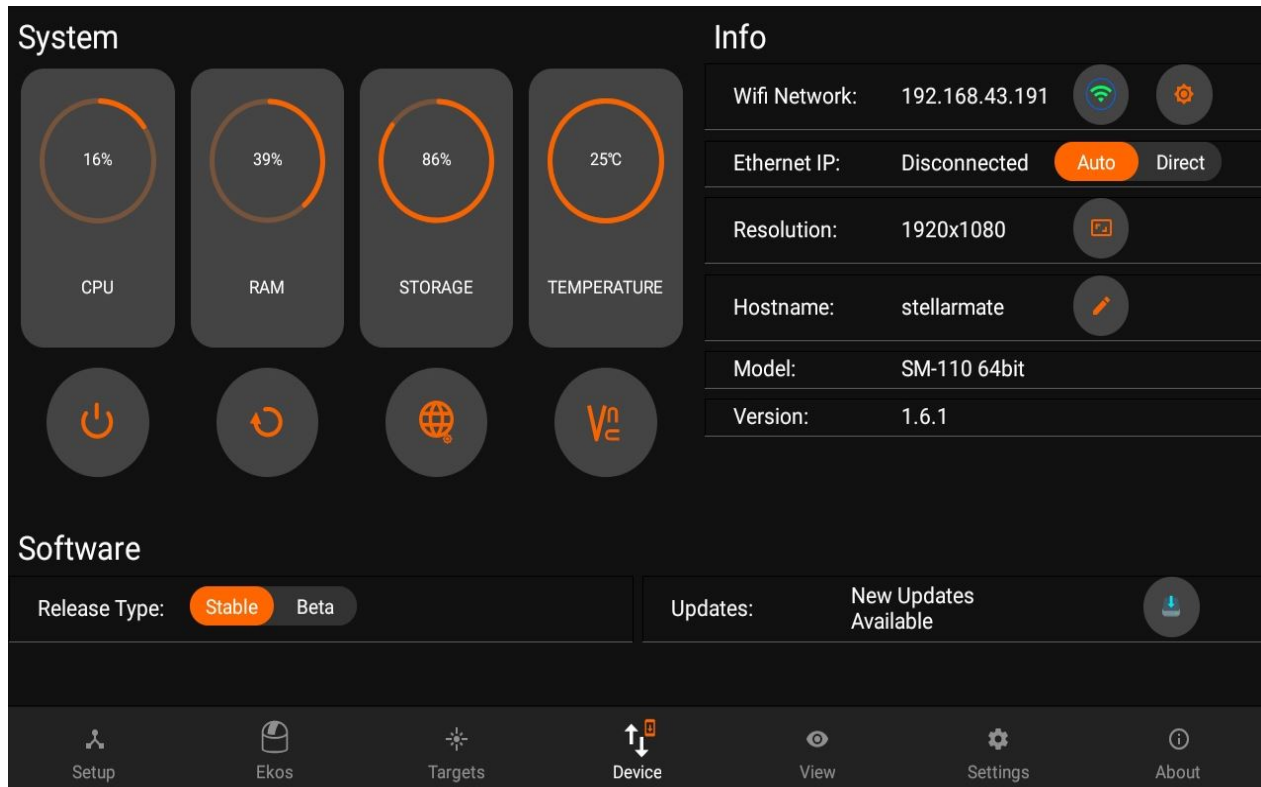 System
16%
39%
86%
25℃
CPU
RAM
STORAGE
TEMPERATURE
Vnc
Info
Wifi Network: 192.168.43.191
Ethernet IP: Disconnected Auto Direct
Resolution: 1920x1080
Hostname: stellarmate
Model: SM-110 64bit
Version: 1.6.1
Software
Release Type: Stable Beta
Updates: New Updates
Available
Setup
Ekos
Targets
Device
View
Settings
About